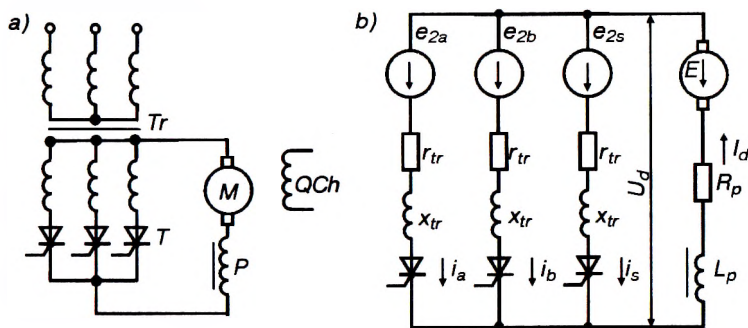 a)
Tr
M
QCh
T
P
b)
e2a
e2b
e2s
E
rtr
rtr
rtr
Ud
Id
Rp
xtr
xtr
xtr
ia
ib
is
Lp